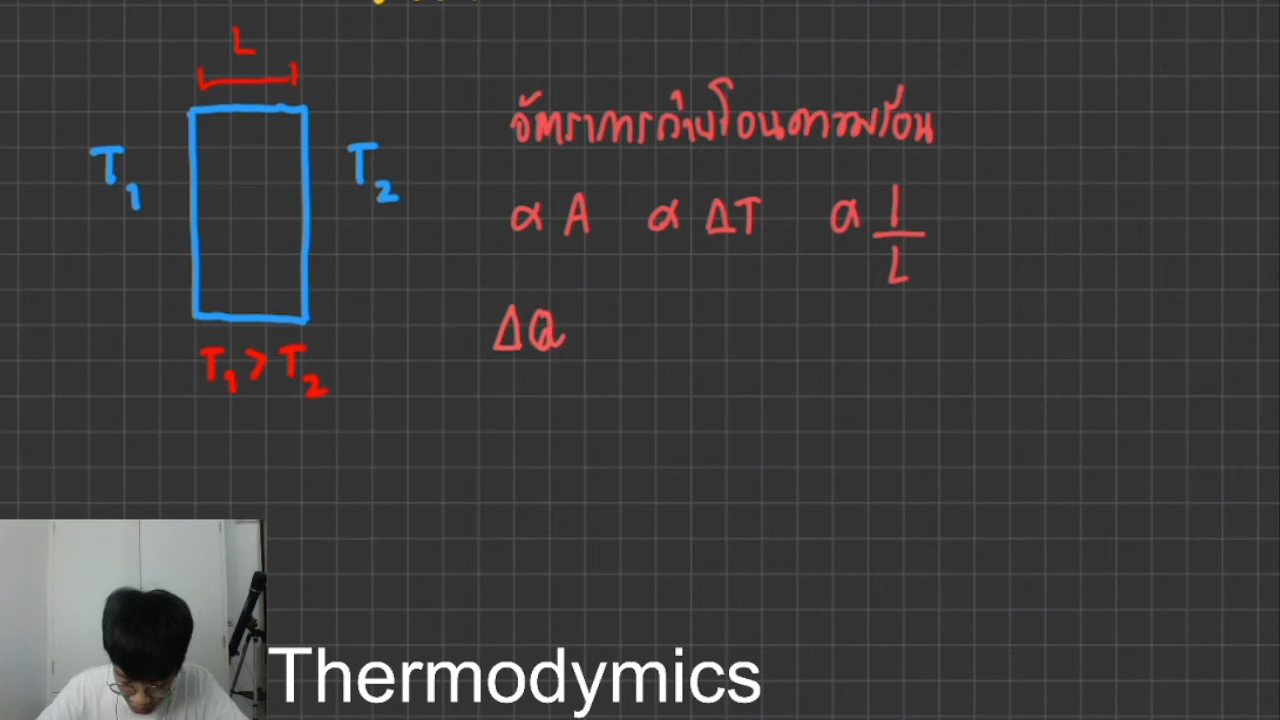 L
T₁
T₂
T₁ > T₂
อัตราการถ่ายโอนความร้อน
α A α ΔT α 1/L
ΔQ
Thermodymics